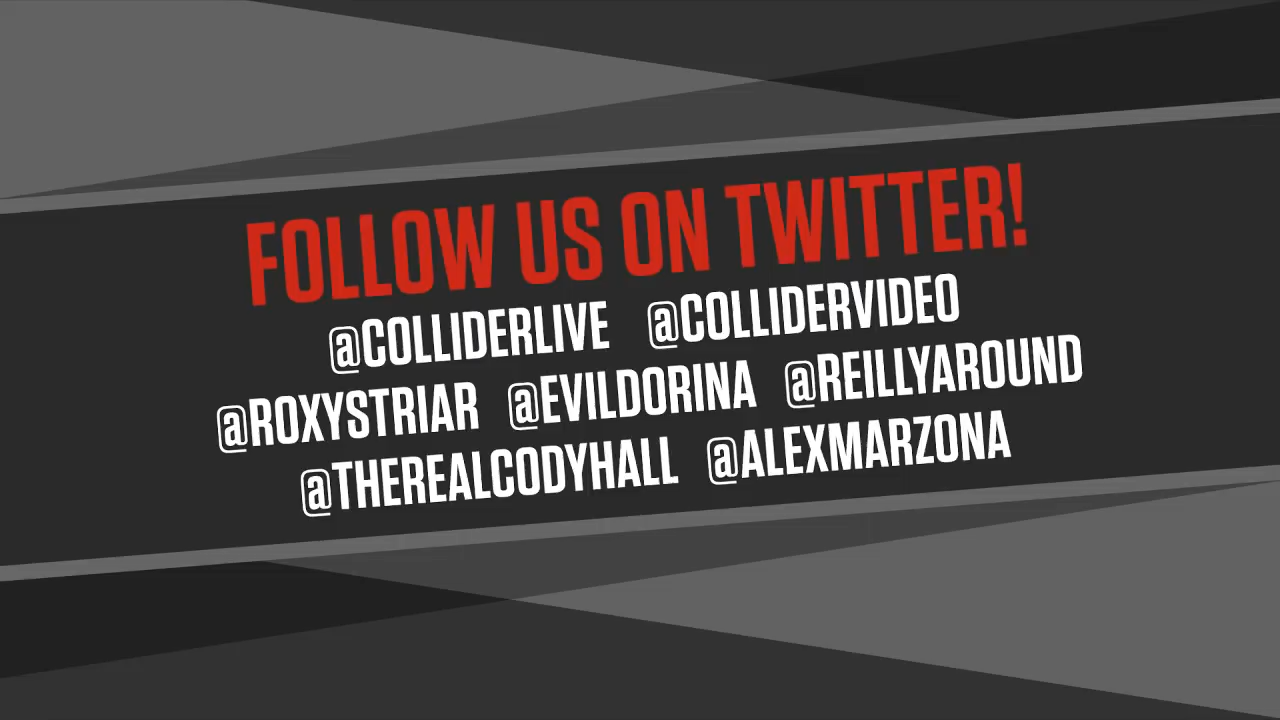 FOLLOW US ON TWITTER!
@COLLIDERLIVE @COLLIDERVIDEO
@ROXYSTRIAR @EVILDORINA @REILLYAROUND
@THEREALCODYHALL @ALEXMARZONA